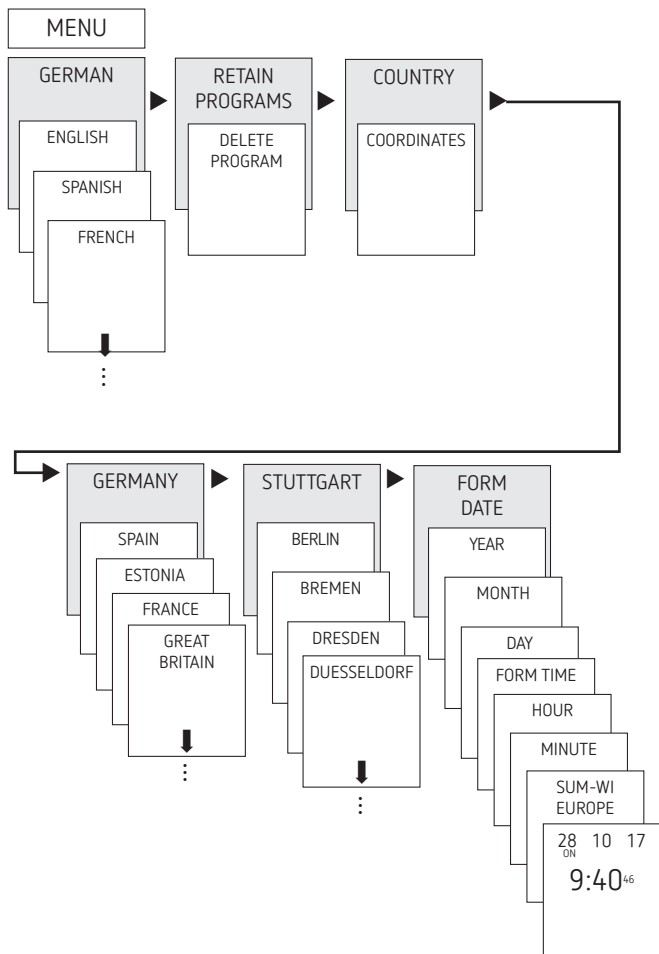 MENU
GERMAN
ENGLISH
SPANISH
FRENCH
RETAIN
PROGRAMS
DELETE
PROGRAM
COUNTRY
COORDINATES
GERMANY
SPAIN
ESTONIA
FRANCE
GREAT
BRITAIN
STUTTGART
BERLIN
BREMEN
DRESDEN
DUESSELDORF
FORM
DATE
YEAR
MONTH
DAY
FORM TIME
HOUR
MINUTE
SUM-WI
EUROPE
28 10 17
ON
9:40 46